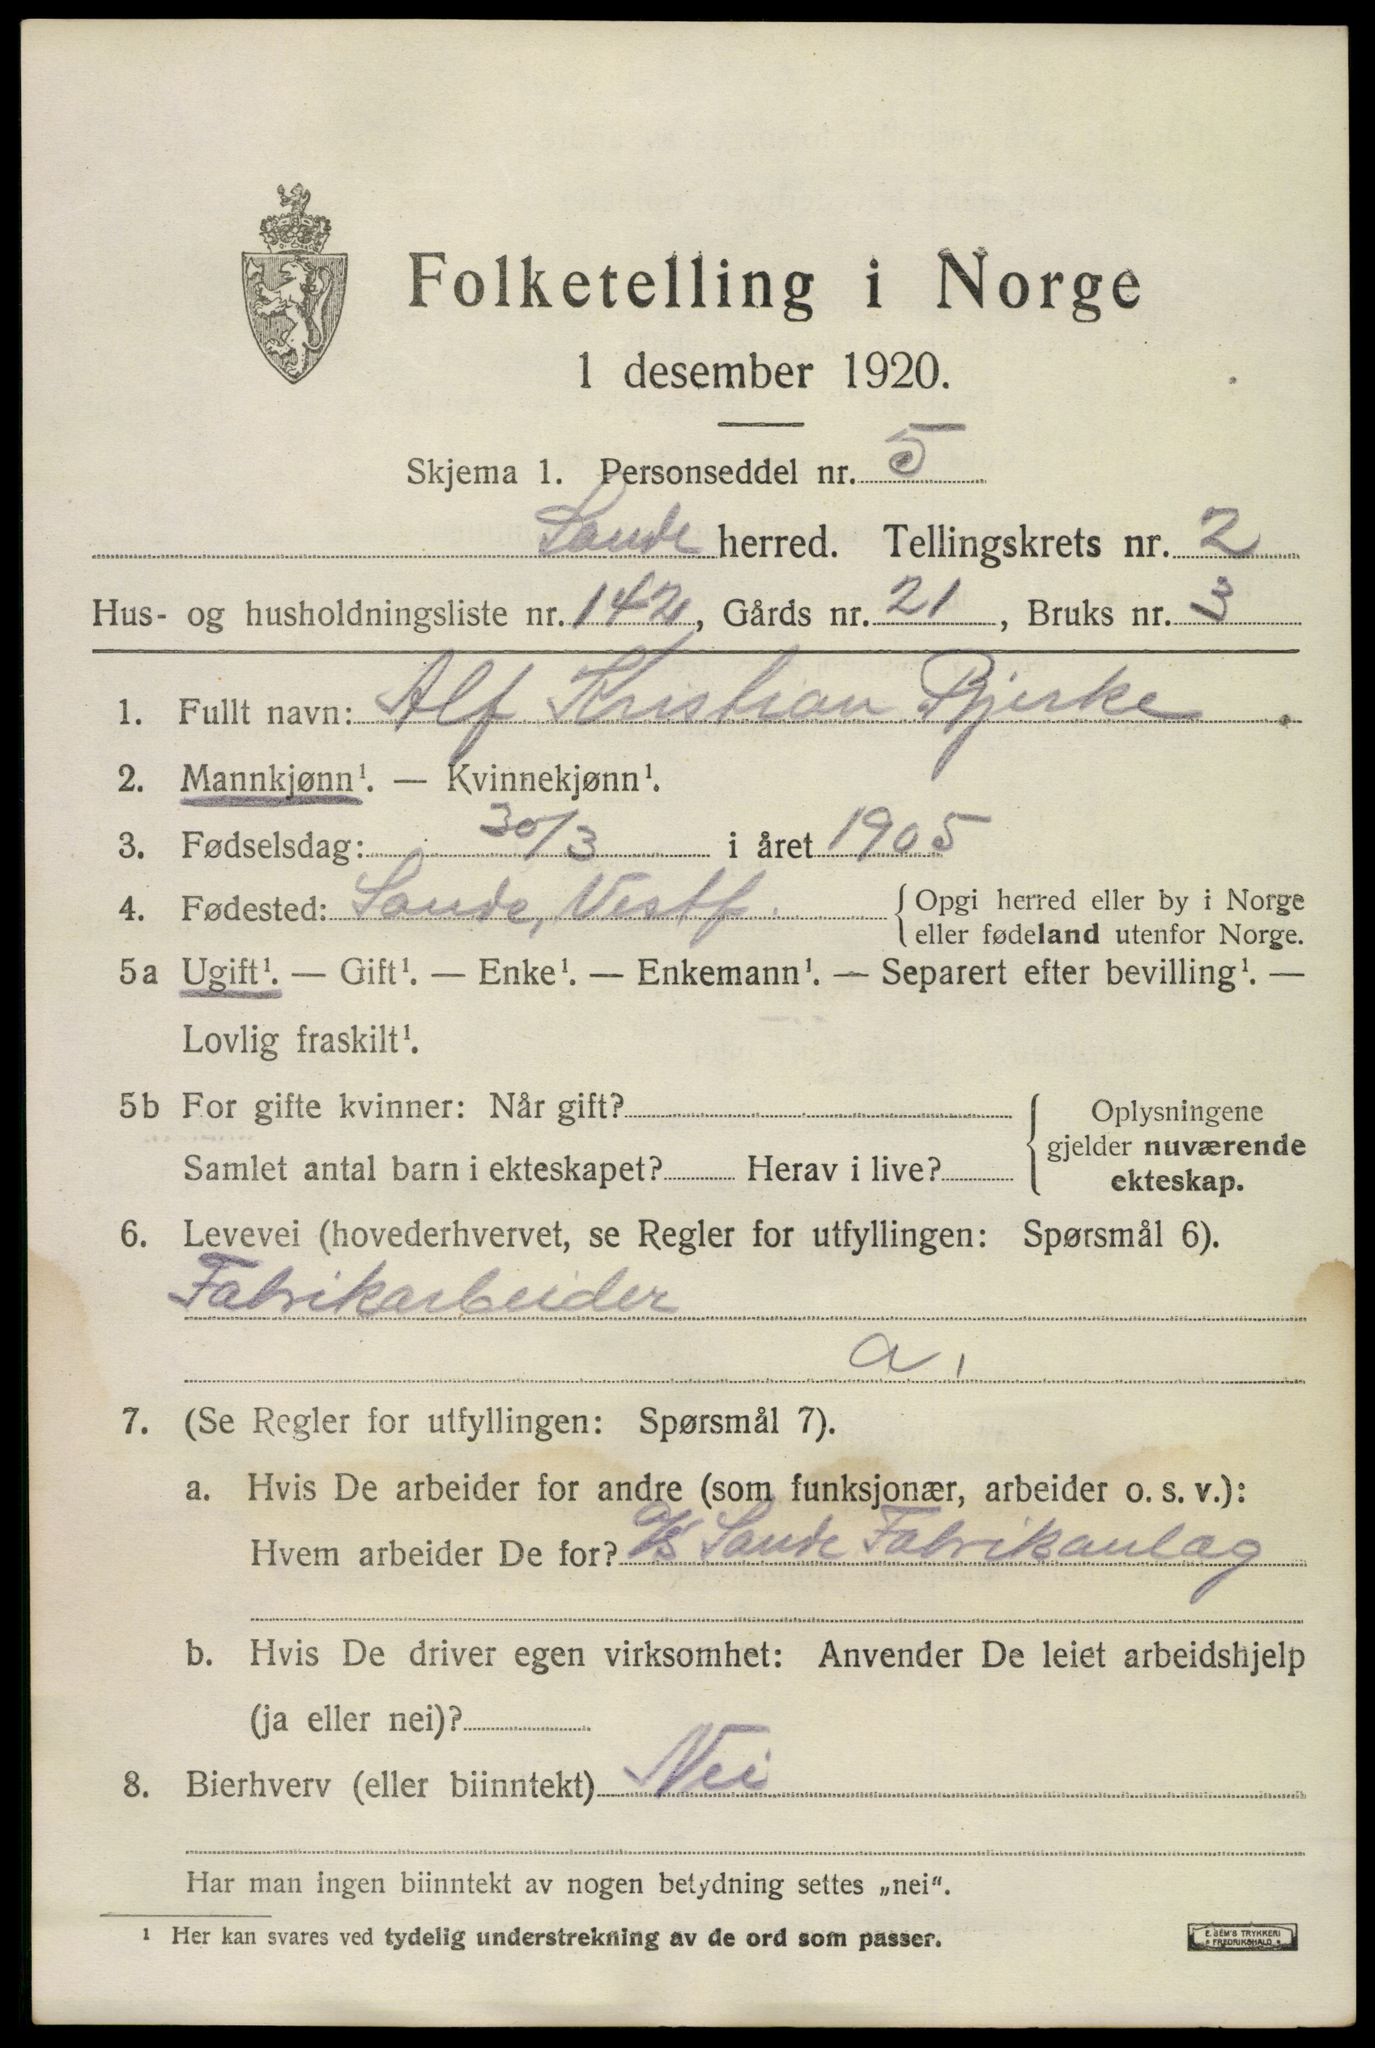 Folketelling i Norge
1 desember 1920.
Skjema 1. Personseddel nr. 5
Sande herred. Tellingskrets nr. 2
Hus- og husholdningsliste nr. 142, Gårds nr. 21, Bruks nr. 3
1. Fullt navn: Alf Kristian Bjerke
2. Mannkjønn¹. — Kvinnekjønn¹.
3. Fødselsdag: 30/3 i året 1905
4. Fødested: Sande, Vestf. { Opgi herred eller by i Norge
eller fødeland utenfor Norge.
5a Ugift¹. — Gift¹. — Enke¹. — Enkemann¹. — Separert efter bevilling¹. —
Lovlig fraskilt¹.
5b For gifte kvinner: Når gift? Oplysningene
gjelder nuværende
Samlet antal barn i ekteskapet? Herav i live? ekteskap.
6. Levevei (hovederhvervet, se Regler for utfyllingen: Spørsmål 6).
Fabrikarbeider
a.
7. (Se Regler for utfyllingen: Spørsmål 7).
a. Hvis De arbeider for andre (som funksjonær, arbeider o. s. v.):
Hvem arbeider De for? A/S Sande Fabrikanlag
b. Hvis De driver egen virksomhet: Anvender De leiet arbeidshjelp
(ja eller nei)?
8. Bierhverv (eller biinntekt) Nei
Har man ingen biinntekt av nogen betydning settes „nei".
¹ Her kan svares ved tydelig understrekning av de ord som passer.
E. SEM'S TRYKKERI
FREDRIKSHALD